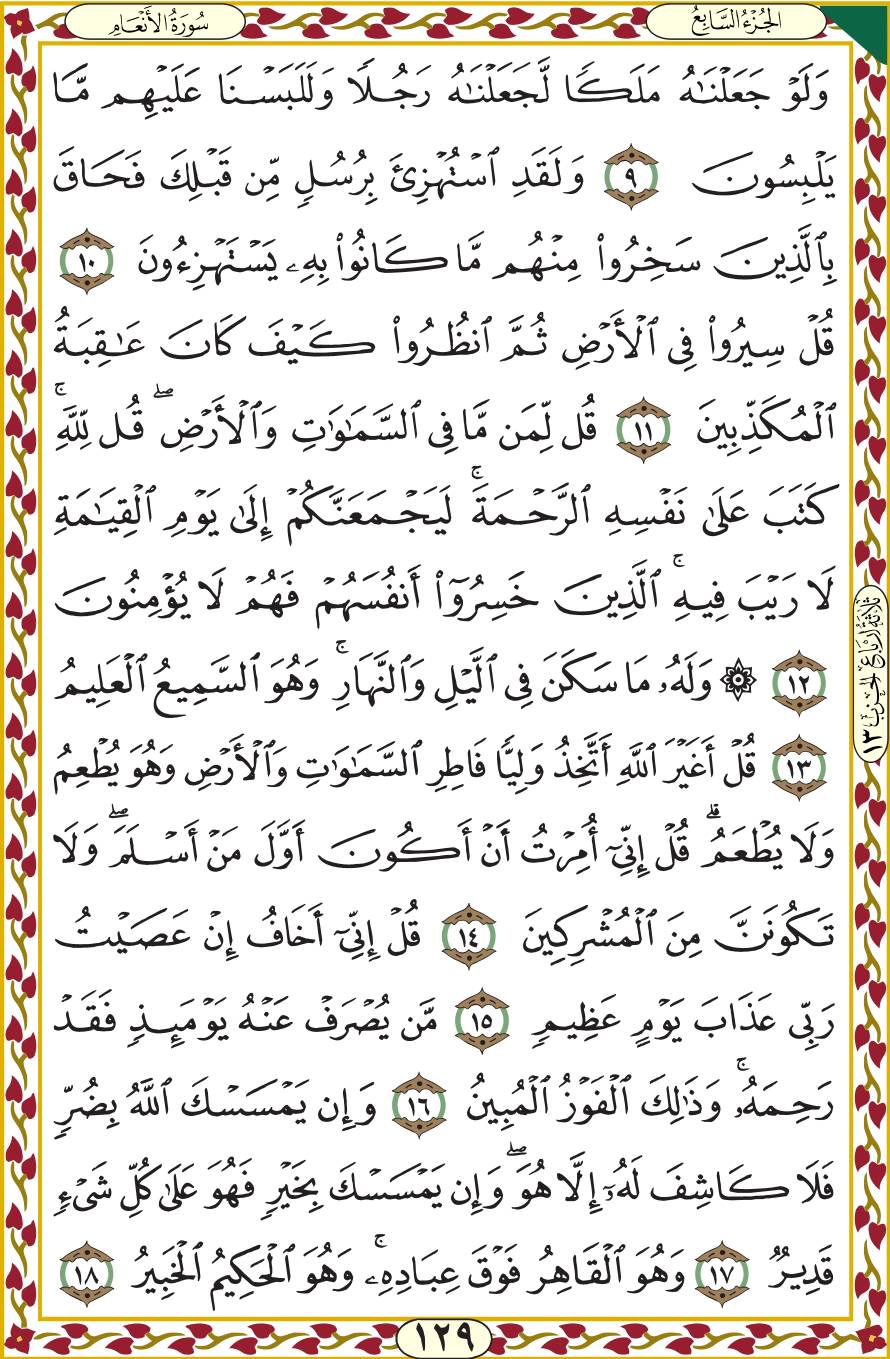 الجُزْءُ السَّابِعُ
سُورَةُ الأَنْعَامِ
وَلَوْ جَعَلْنَٰهُ مَلَكًا لَّجَعَلْنَٰهُ رَجُلًا وَلَلَبَسْنَا عَلَيْهِم مَّا
يَلْبِسُونَ ٩ وَلَقَدِ ٱسْتُهْزِئَ بِرُسُلٍ مِّن قَبْلِكَ فَحَاقَ
بِٱلَّذِينَ سَخِرُوا۟ مِنْهُم مَّا كَانُوا۟ بِهِۦ يَسْتَهْزِءُونَ ١٠
قُلْ سِيرُوا۟ فِى ٱلْأَرْضِ ثُمَّ ٱنظُرُوا۟ كَيْفَ كَانَ عَٰقِبَةُ
ٱلْمُكَذِّبِينَ ١١ قُل لِّمَن مَّا فِى ٱلسَّمَٰوَٰتِ وَٱلْأَرْضِ ۖ قُل لِّلَّهِ ۚ
كَتَبَ عَلَىٰ نَفْسِهِ ٱلرَّحْمَةَ ۚ لَيَجْمَعَنَّكُمْ إِلَىٰ يَوْمِ ٱلْقِيَٰمَةِ
لَا رَيْبَ فِيهِ ۚ ٱلَّذِينَ خَسِرُوٓا۟ أَنفُسَهُمْ فَهُمْ لَا يُؤْمِنُونَ
١٢ ۞ وَلَهُۥ مَا سَكَنَ فِى ٱلَّيْلِ وَٱلنَّهَارِ ۚ وَهُوَ ٱلسَّمِيعُ ٱلْعَلِيمُ
١٣ قُلْ أَغَيْرَ ٱللَّهِ أَتَّخِذُ وَلِيًّا فَاطِرِ ٱلسَّمَٰوَٰتِ وَٱلْأَرْضِ وَهُوَ يُطْعِمُ
وَلَا يُطْعَمُ ۗ قُلْ إِنِّىٓ أُمِرْتُ أَنْ أَكُونَ أَوَّلَ مَنْ أَسْلَمَ ۖ وَلَا
تَكُونَنَّ مِنَ ٱلْمُشْرِكِينَ ١٤ قُلْ إِنِّىٓ أَخَافُ إِنْ عَصَيْتُ
رَبِّى عَذَابَ يَوْمٍ عَظِيمٍ ١٥ مَّن يُصْرَفْ عَنْهُ يَوْمَئِذٍ فَقَدْ
رَحِمَهُۥ ۚ وَذَٰلِكَ ٱلْفَوْزُ ٱلْمُبِينُ ١٦ وَإِن يَمْسَسْكَ ٱللَّهُ بِضُرٍّ
فَلَا كَاشِفَ لَهُۥٓ إِلَّا هُوَ ۖ وَإِن يَمْسَسْكَ بِخَيْرٍ فَهُوَ عَلَىٰ كُلِّ شَىْءٍ
قَدِيرٌ ١٧ وَهُوَ ٱلْقَاهِرُ فَوْقَ عِبَادِهِۦ ۚ وَهُوَ ٱلْحَكِيمُ ٱلْخَبِيرُ ١٨
ثلاثة أرباع الحزب ١٣
١٢٩